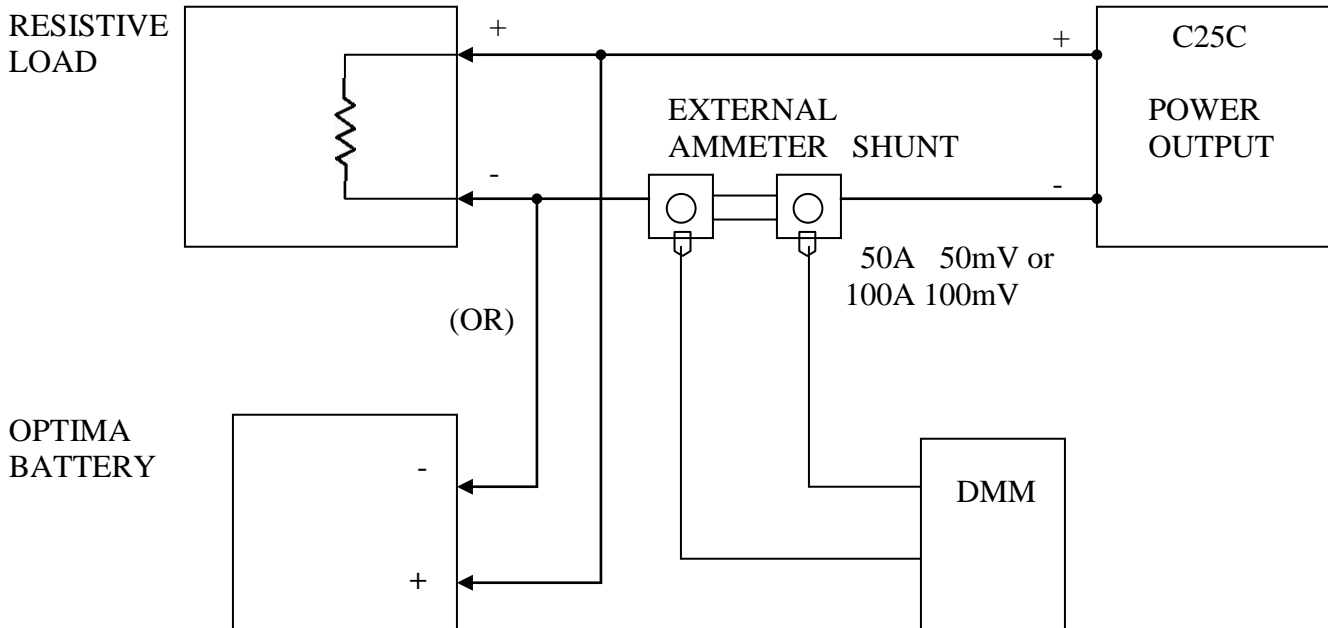 RESISTIVE
LOAD
+
+
C25C
EXTERNAL
AMMETER SHUNT
POWER
OUTPUT
-
-
50A 50mV or
100A 100mV
(OR)
OPTIMA
BATTERY
-
DMM
+